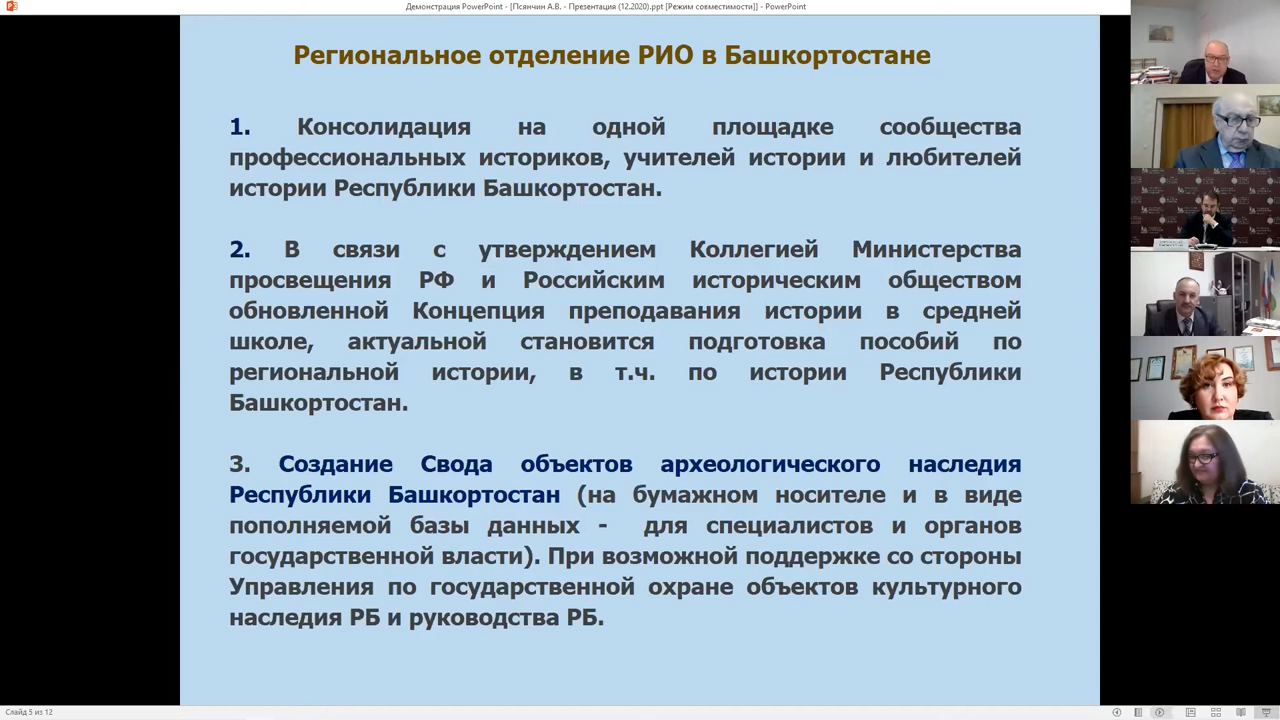 Демонстрация PowerPoint - [Псянчин А.В. - Презентация (12.2020).ppt [Режим совместимости]] - PowerPoint
Региональное отделение РИО в Башкортостане
1. Консолидация на одной площадке сообщества
профессиональных историков, учителей истории и любителей
истории Республики Башкортостан.
2. В связи с утверждением Коллегией Министерства
просвещения РФ и Российским историческим обществом
обновленной Концепция преподавания истории в средней
школе, актуальной становится подготовка пособий по
региональной истории, в т.ч. по истории Республики
Башкортостан.
3. Создание Свода объектов археологического наследия
Республики Башкортостан (на бумажном носителе и в виде
пополняемой базы данных - для специалистов и органов
государственной власти). При возможной поддержке со стороны
Управления по государственной охране объектов культурного
наследия РБ и руководства РБ.
Слайд 5 из 12